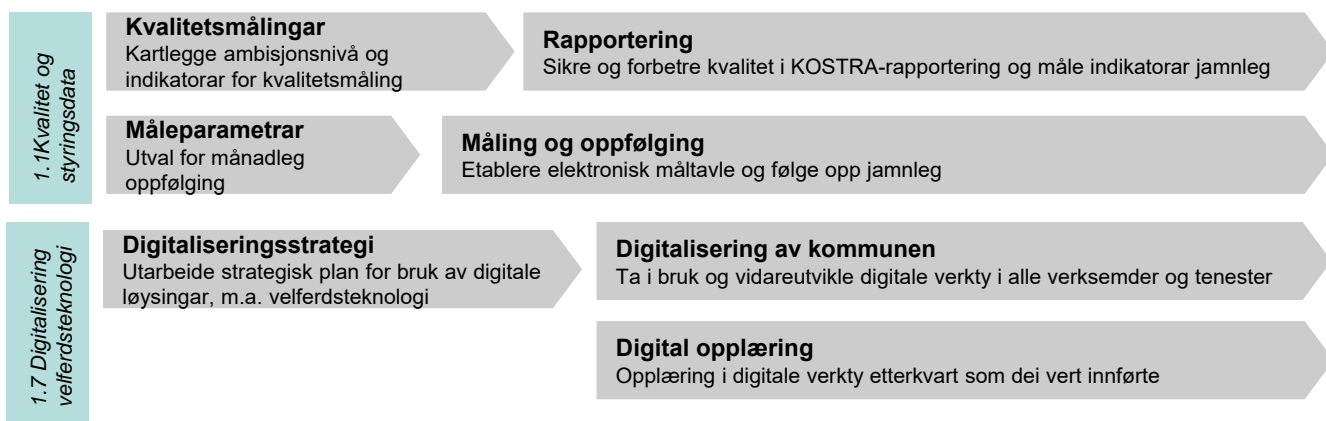 1.1Kvalitet og
styringsdata
Kvalitetsmålingar
Kartlegge ambisjonsnivå og
indikatorar for kvalitetsmåling
Rapportering
Sikre og forbetre kvalitet i KOSTRA-rapportering og måle indikatorar jamnleg
Måleparametrar
Utval for månadleg
oppfølging
Måling og oppfølging
Etablere elektronisk måltavle og følge opp jamnleg
1.7 Digitalisering
velferdsteknologi
Digitaliseringsstrategi
Utarbeide strategisk plan for bruk av digitale
løysingar, m.a. velferdsteknologi
Digitalisering av kommunen
Ta i bruk og vidareutvikle digitale verkty i alle verksemder og tenester
Digital opplæring
Opplæring i digitale verkty etterkvart som dei vert innførte